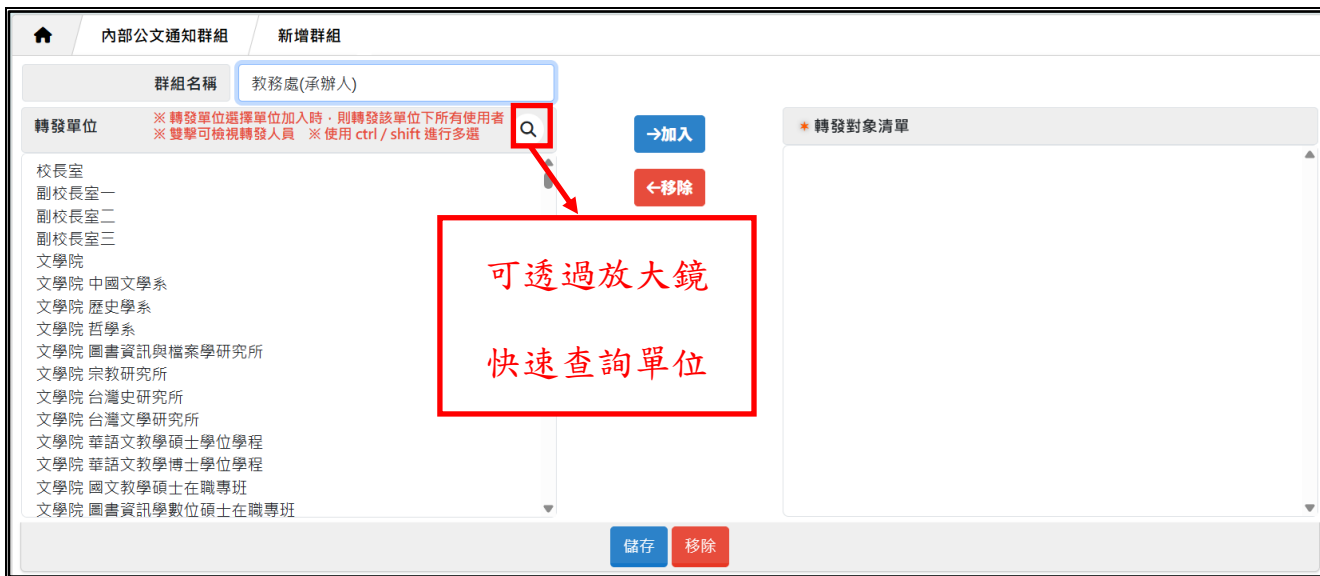 內部公文通知群組 新增群組
群組名稱 教務處(承辦人)
轉發單位
※ 轉發單位選擇單位加入時，則轉發該單位下所有使用者
※ 雙擊可檢視轉發人員 ※ 使用 ctrl / shift 進行多選
→加入
←移除
✶ 轉發對象清單
校長室
副校長室一
副校長室二
副校長室三
文學院
文學院 中國文學系
文學院 歷史學系
文學院 哲學系
文學院 圖書資訊與檔案學研究所
文學院 宗教研究所
文學院 台灣史研究所
文學院 台灣文學研究所
文學院 華語文教學碩士學位學程
文學院 華語文教學博士學位學程
文學院 國文教學碩士在職專班
文學院 圖書資訊學數位碩士在職專班
可透過放大鏡
快速查詢單位
儲存 移除